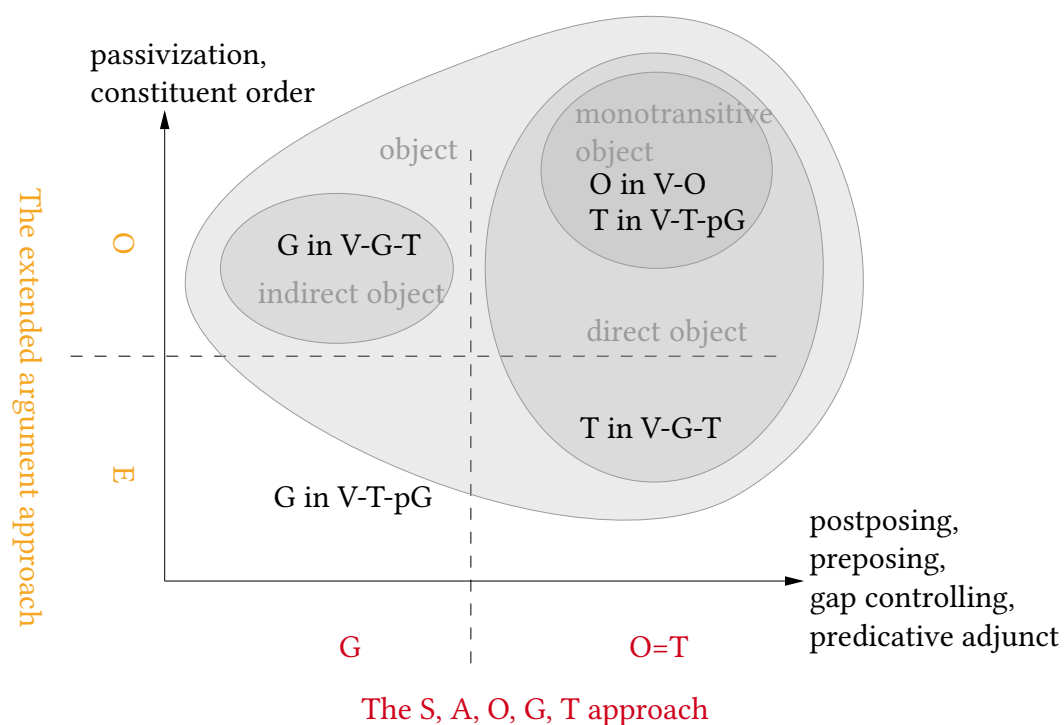 passivization,
constituent order
object
monotransitive
object
O in V-O
T in V-T-pG
G in V-G-T
indirect object
direct object
T in V-G-T
G in V-T-pG
The extended argument approach
O
E
postposing,
preposing,
gap controlling,
predicative adjunct
G
O=T
The S, A, O, G, T approach